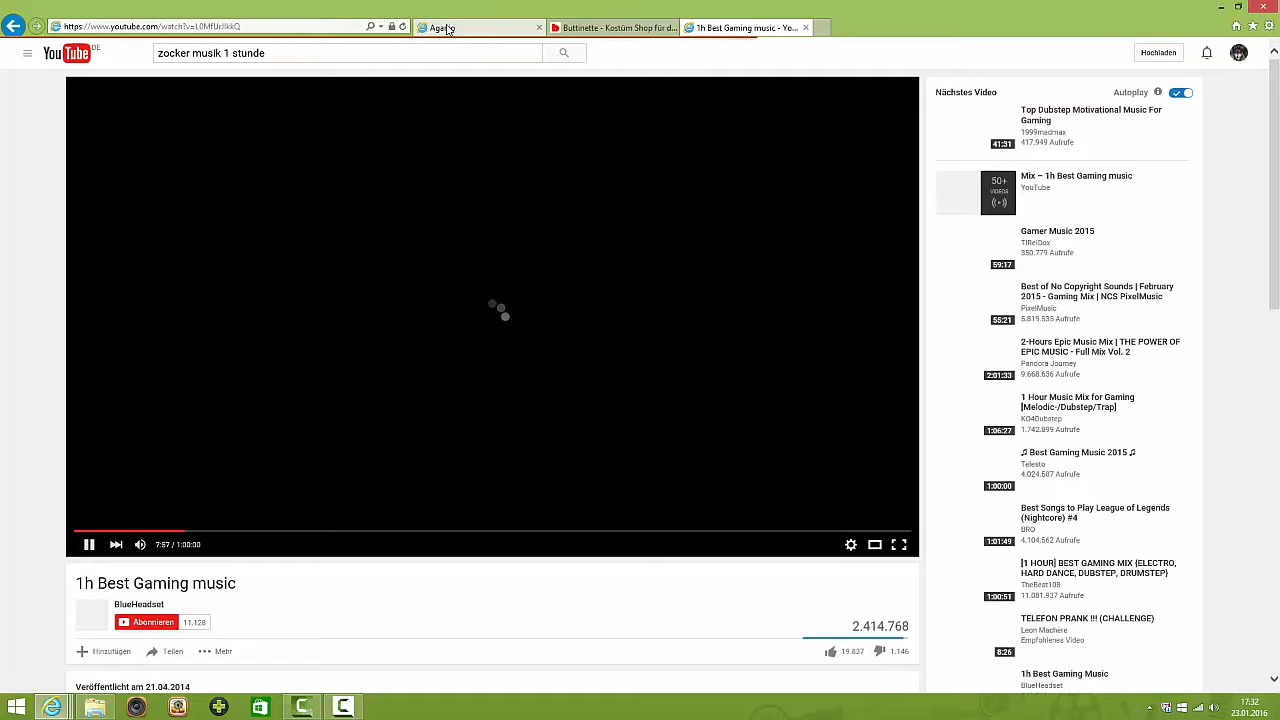 https://www.youtube.com/watch?v=L0MfUrJlkkQ
Agario
Buttinette - Kostüm Shop für d...
1h Best Gaming music - Yo...
YouTube DE
zocker musik 1 stunde
Hochladen
Nächstes Video
Autoplay
Top Dubstep Motivational Music For
Gaming
1999madmax
417.949 Aufrufe
41:31
50+
VIDEOS
Mix – 1h Best Gaming music
YouTube
Gamer Music 2015
TIRelDox
350.779 Aufrufe
59:17
Best of No Copyright Sounds | February
2015 - Gaming Mix | NCS PixelMusic
PixelMusic
5.819.535 Aufrufe
55:21
2-Hours Epic Music Mix | THE POWER OF
EPIC MUSIC - Full Mix Vol. 2
Pandora Journey
9.668.636 Aufrufe
2:01:33
1 Hour Music Mix for Gaming
[Melodic-/Dubstep/Trap]
KO4Dubstep
1.742.899 Aufrufe
1:06:27
♫ Best Gaming Music 2015 ♫
Telesto
4.024.507 Aufrufe
1:00:00
Best Songs to Play League of Legends
(Nightcore) #4
BRO
4.104.562 Aufrufe
1:01:49
[1 HOUR] BEST GAMING MIX {ELECTRO,
HARD DANCE, DUBSTEP, DRUMSTEP}
TheBeat108
11.081.937 Aufrufe
1:00:51
TELEFON PRANK !!! (CHALLENGE)
Leon Machère
Empfohlenes Video
8:26
1h Best Gaming Music
BlueHeadset
7:57 / 1:00:00
1h Best Gaming music
BlueHeadset
Abonnieren
11.128
2.414.768
Hinzufügen
Teilen
Mehr
19.837
1.146
Veröffentlicht am 21.04.2014
17:32
23.01.2016